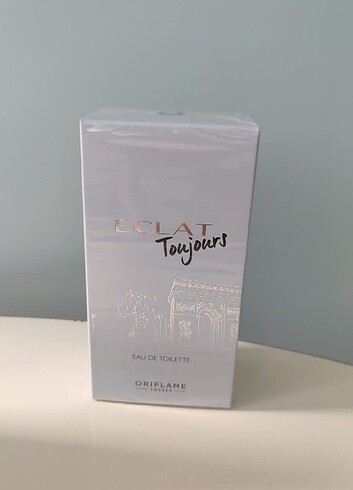 ECLAT
Toujours
EAU DE TOILETTE
ORIFLAME
SWEDEN